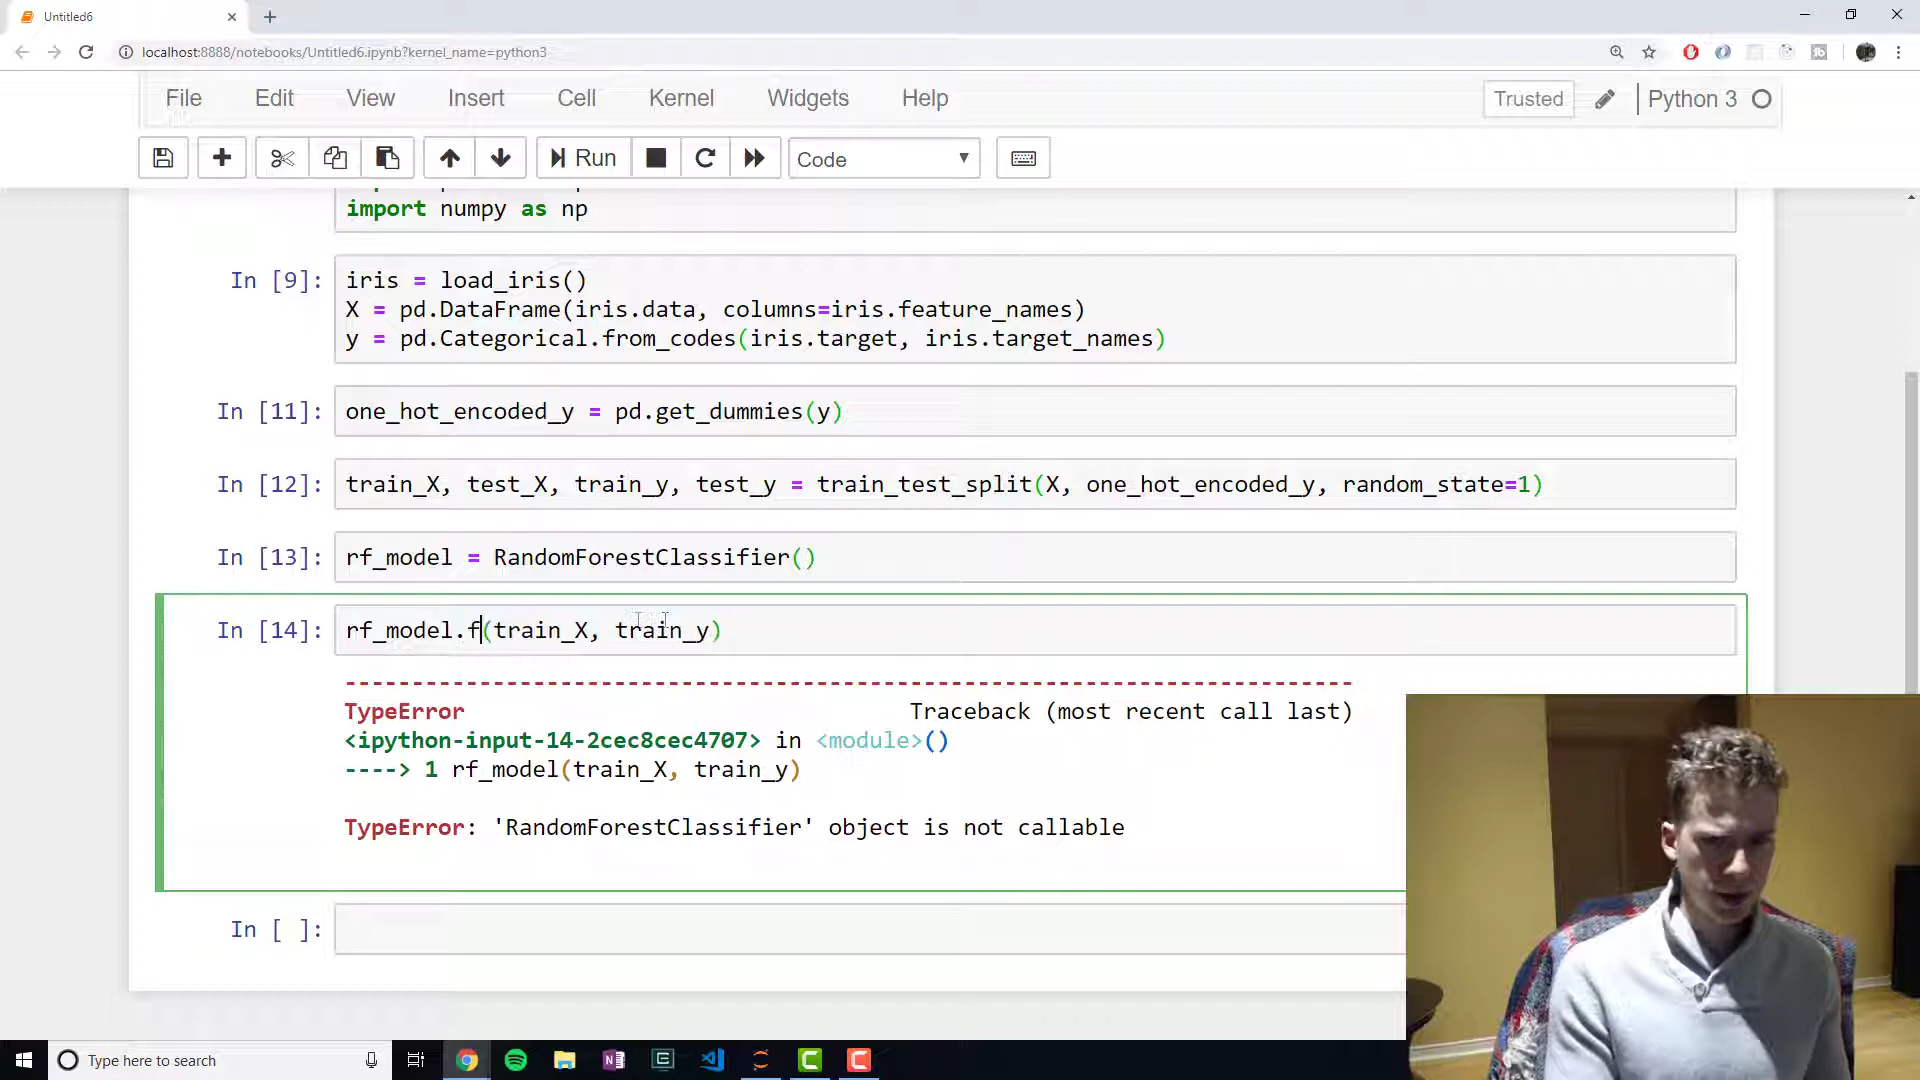 Untitled6
localhost:8888/notebooks/Untitled6.ipynb?kernel_name=python3
File Edit View Insert Cell Kernel Widgets Help
Trusted Python 3
Run Code
import numpy as np
In [9]: iris = load_iris()
X = pd.DataFrame(iris.data, columns=iris.feature_names)
y = pd.Categorical.from_codes(iris.target, iris.target_names)
In [11]: one_hot_encoded_y = pd.get_dummies(y)
In [12]: train_X, test_X, train_y, test_y = train_test_split(X, one_hot_encoded_y, random_state=1)
In [13]: rf_model = RandomForestClassifier()
In [14]: rf_model.f(train_X, train_y)
---------------------------------------------------------------------------
TypeError Traceback (most recent call last)
<ipython-input-14-2cec8cec4707> in <module>()
----> 1 rf_model(train_X, train_y)
TypeError: 'RandomForestClassifier' object is not callable
In [ ]:
Type here to search